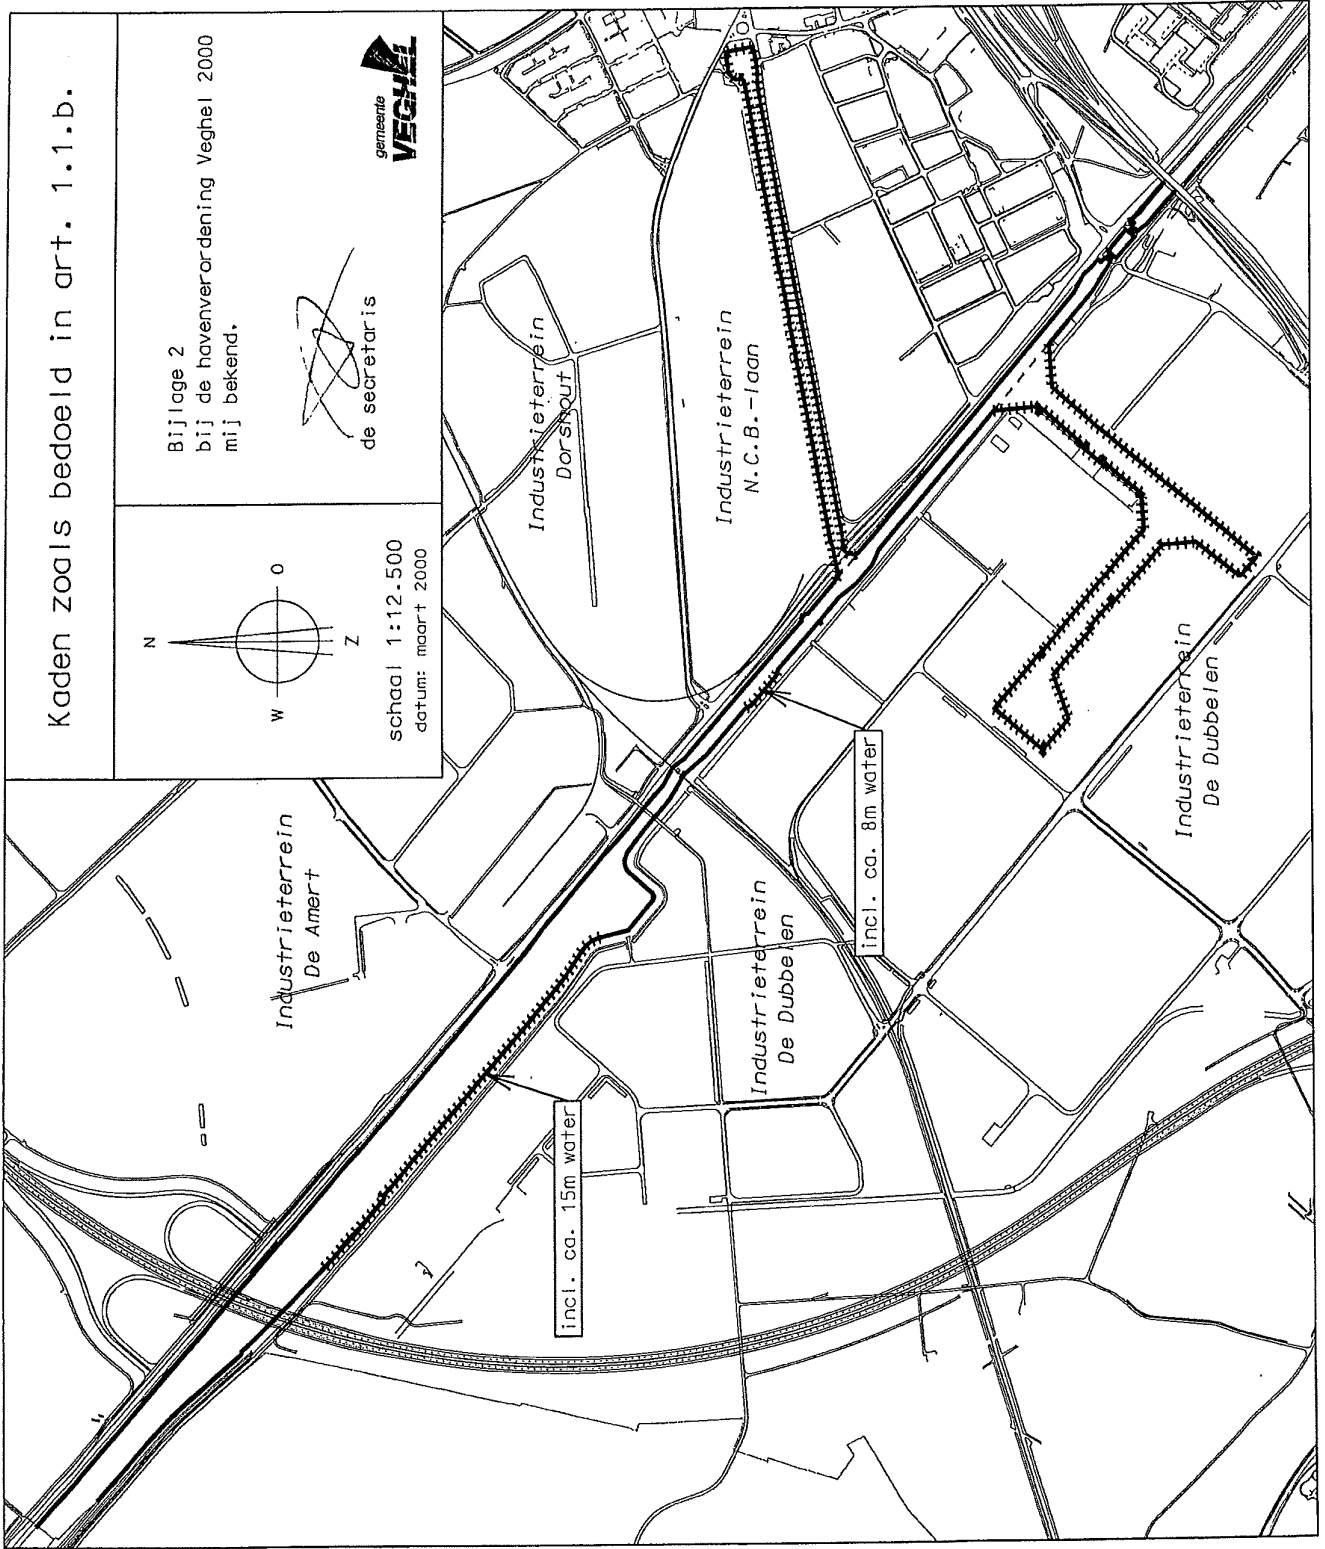 Kaden zoals bedoeld in art. 1.1.b.
Bijlage 2
bij de havenverordening Veghel 2000
mij bekend.
de secretaris
gemeente
VEGHEL
N
W
O
Z
schaal 1:12.500
datum: maart 2000
Industrieterrein
De Amert
Industrieterrein
Dorshout
Industrieterrein
N.C.B.-laan
incl. ca. 15m water
Industrieterrein
De Dubbelen
incl. ca. 8m water
Industrieterrein
De Dubbelen